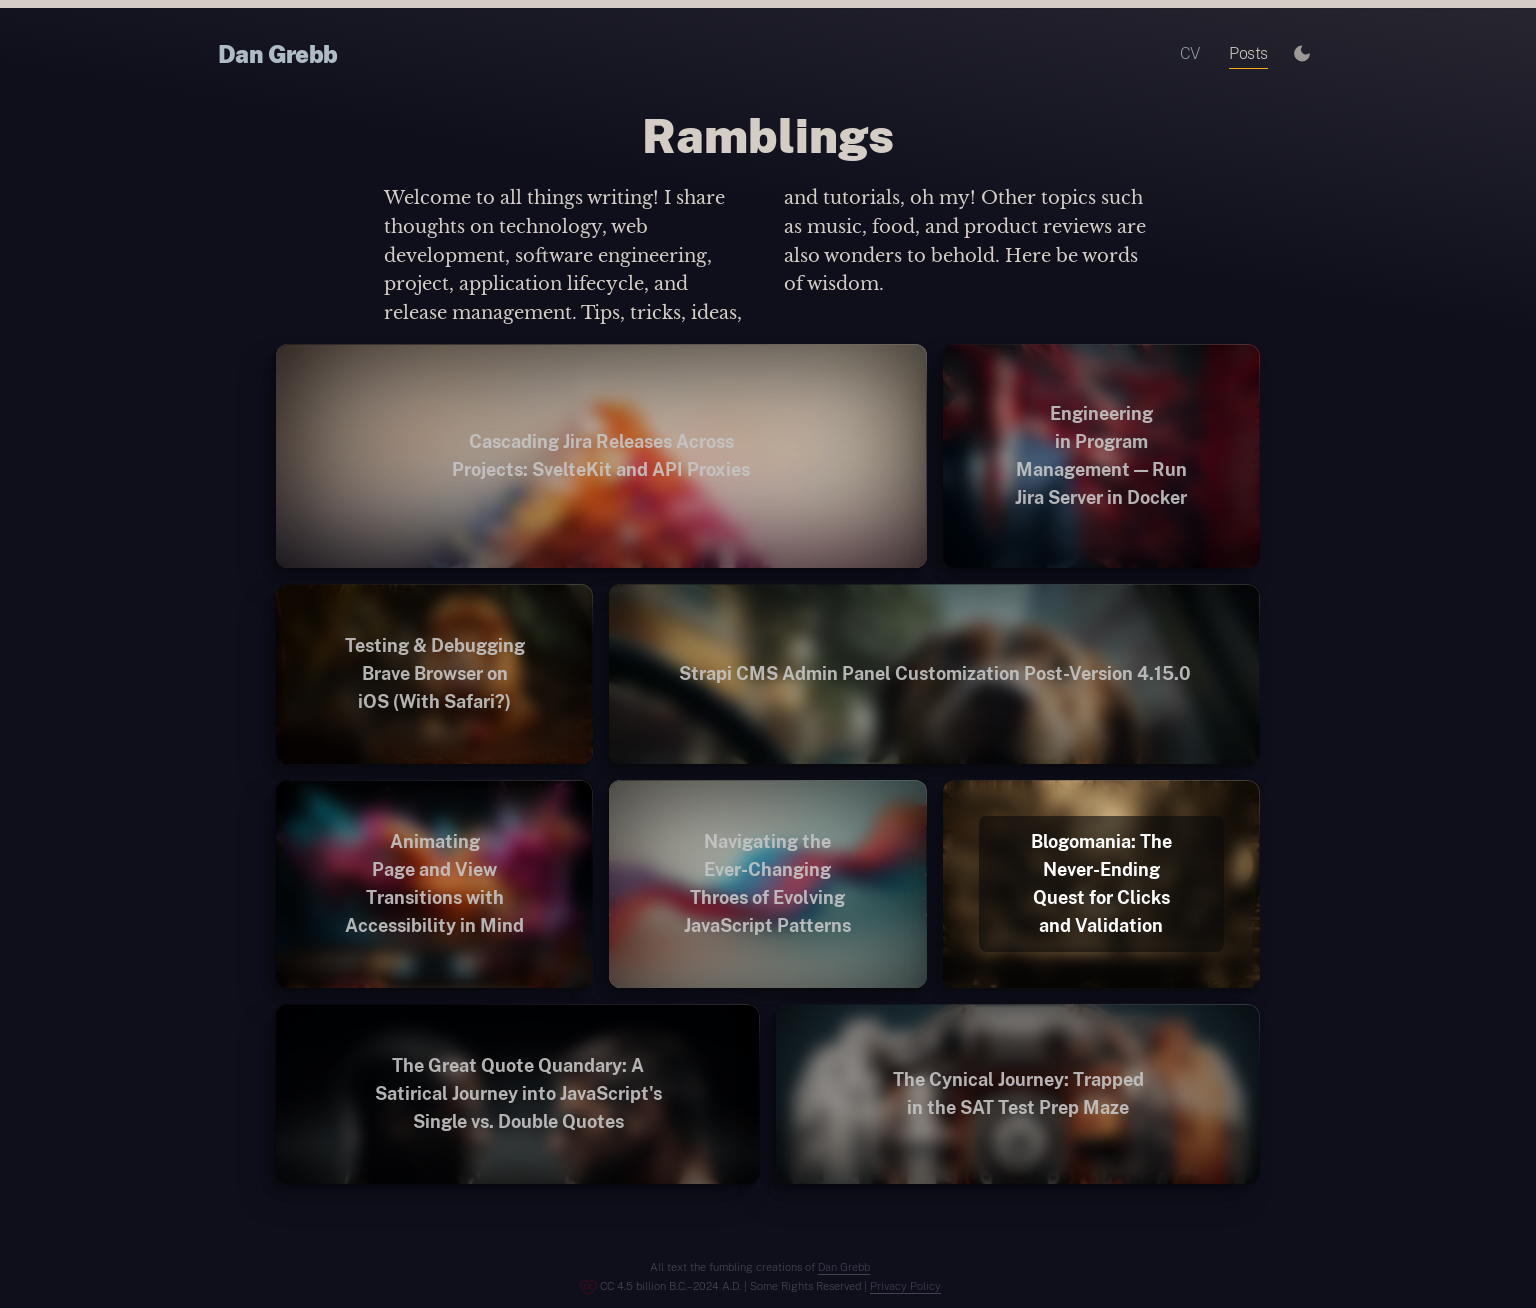 Dan Grebb
CV
Posts
Ramblings
Welcome to all things writing! I share
thoughts on technology, web
development, software engineering,
project, application lifecycle, and
release management. Tips, tricks, ideas,
and tutorials, oh my! Other topics such
as music, food, and product reviews are
also wonders to behold. Here be words
of wisdom.
Cascading Jira Releases Across
Projects: SvelteKit and API Proxies
Engineering
in Program
Management — Run
Jira Server in Docker
Testing & Debugging
Brave Browser on
iOS (With Safari?)
Strapi CMS Admin Panel Customization Post-Version 4.15.0
Animating
Page and View
Transitions with
Accessibility in Mind
Navigating the
Ever-Changing
Throes of Evolving
JavaScript Patterns
Blogomania: The
Never-Ending
Quest for Clicks
and Validation
The Great Quote Quandary: A
Satirical Journey into JavaScript's
Single vs. Double Quotes
The Cynical Journey: Trapped
in the SAT Test Prep Maze
All text the fumbling creations of Dan Grebb
CC 4.5 billion B.C.–2024 A.D. | Some Rights Reserved | Privacy Policy